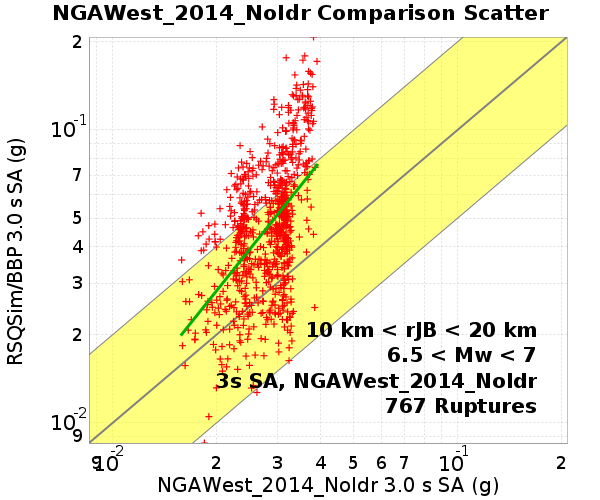 NGAWest_2014_NoIdr Comparison Scatter
RSQSim/BBP 3.0 s SA (g)
2
10^-1
7
5
4
3
2
10^-2
9
10 km < rJB < 20 km
6.5 < Mw < 7
3s SA, NGAWest_2014_NoIdr
767 Ruptures
9 10^-2 2 3 4 5 6 7 10^-1 2
NGAWest_2014_NoIdr 3.0 s SA (g)